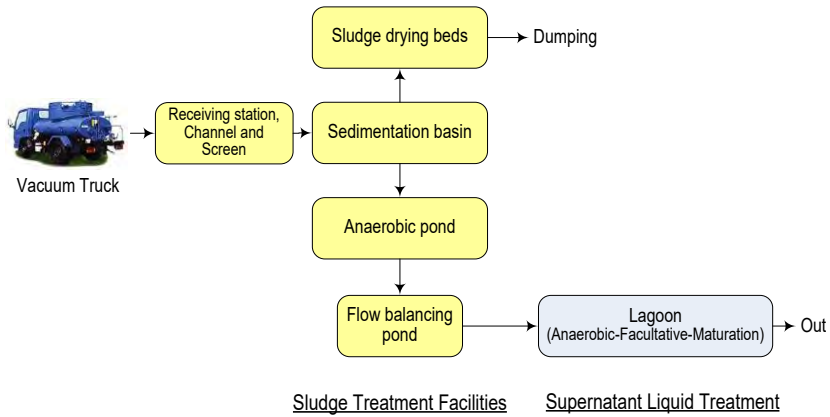 Sludge drying beds
Dumping
Receiving station,
Channel and
Screen
Sedimentation basin
Vacuum Truck
Anaerobic pond
Flow balancing
pond
Lagoon
(Anaerobic-Facultative-Maturation)
Out
Sludge Treatment Facilities
Supernatant Liquid Treatment